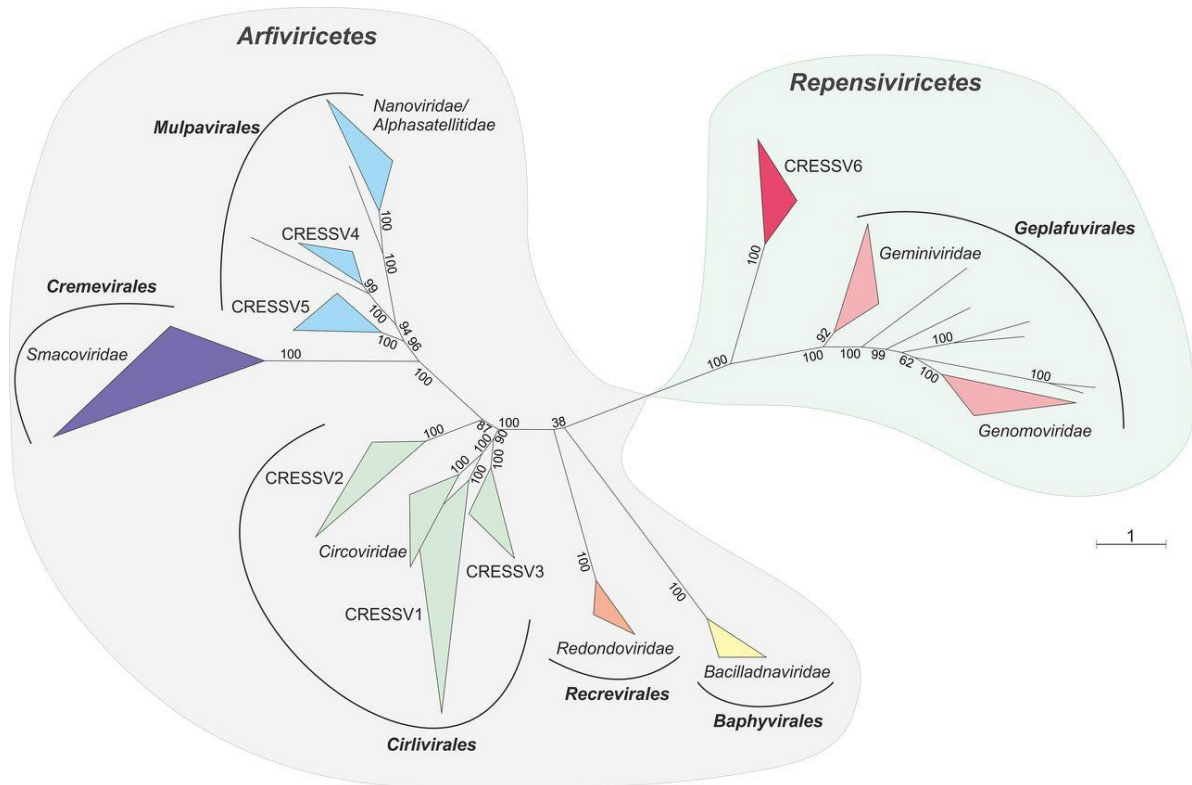 Arfiviricetes
Repensiviricetes
Mulpavirales
Nanoviridae/
Alphasatellitidae
100
100
CRESSV4
99
100
CRESSV5
100
94
96
Cremevirales
Smacoviridae
100
100
CRESSV6
100
Geplafuvirales
Geminiviridae
92
100
100
100
99
62
100
100
100
Genomoviridae
87
100
90
38
100
100
100
100
100
CRESSV2
Circoviridae
CRESSV3
CRESSV1
Cirlivirales
100
Redondoviridae
Recrevirales
100
Bacilladnaviridae
Baphyvirales
1